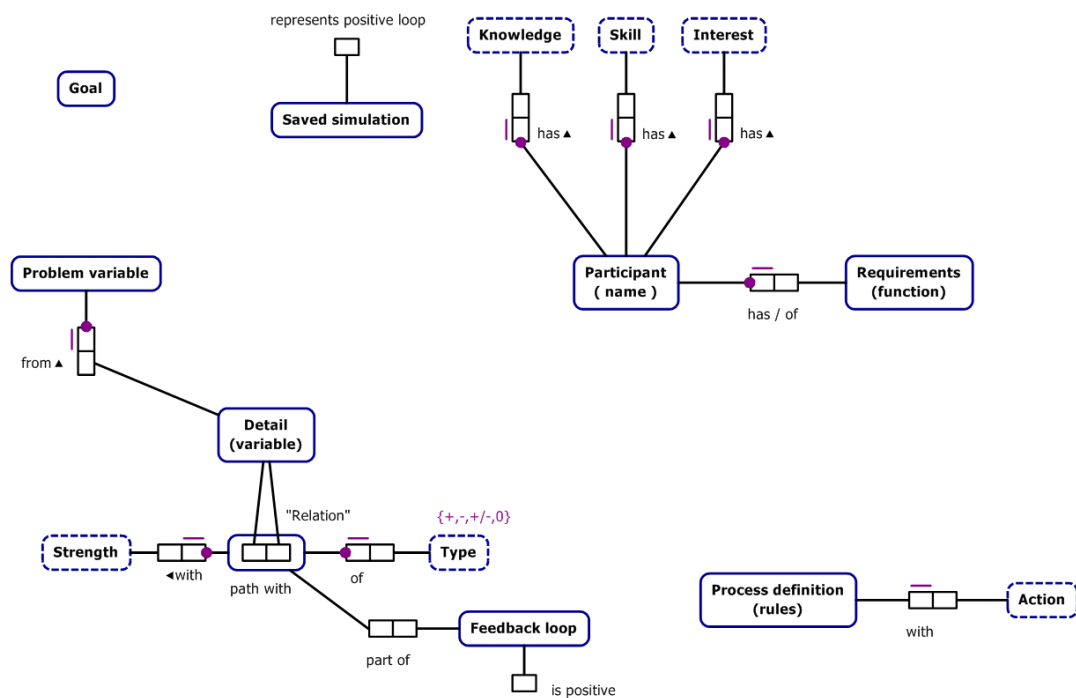 represents positive loop
Knowledge
Skill
Interest
Goal
Saved simulation
has ▲
has ▲
has ▲
Problem variable
Participant
( name )
Requirements
(function)
has / of
from ▲
Detail
(variable)
"Relation"
{+,-,+/-,0}
Strength
Type
◄with
path with
of
Process definition
(rules)
Action
Feedback loop
part of
with
is positive